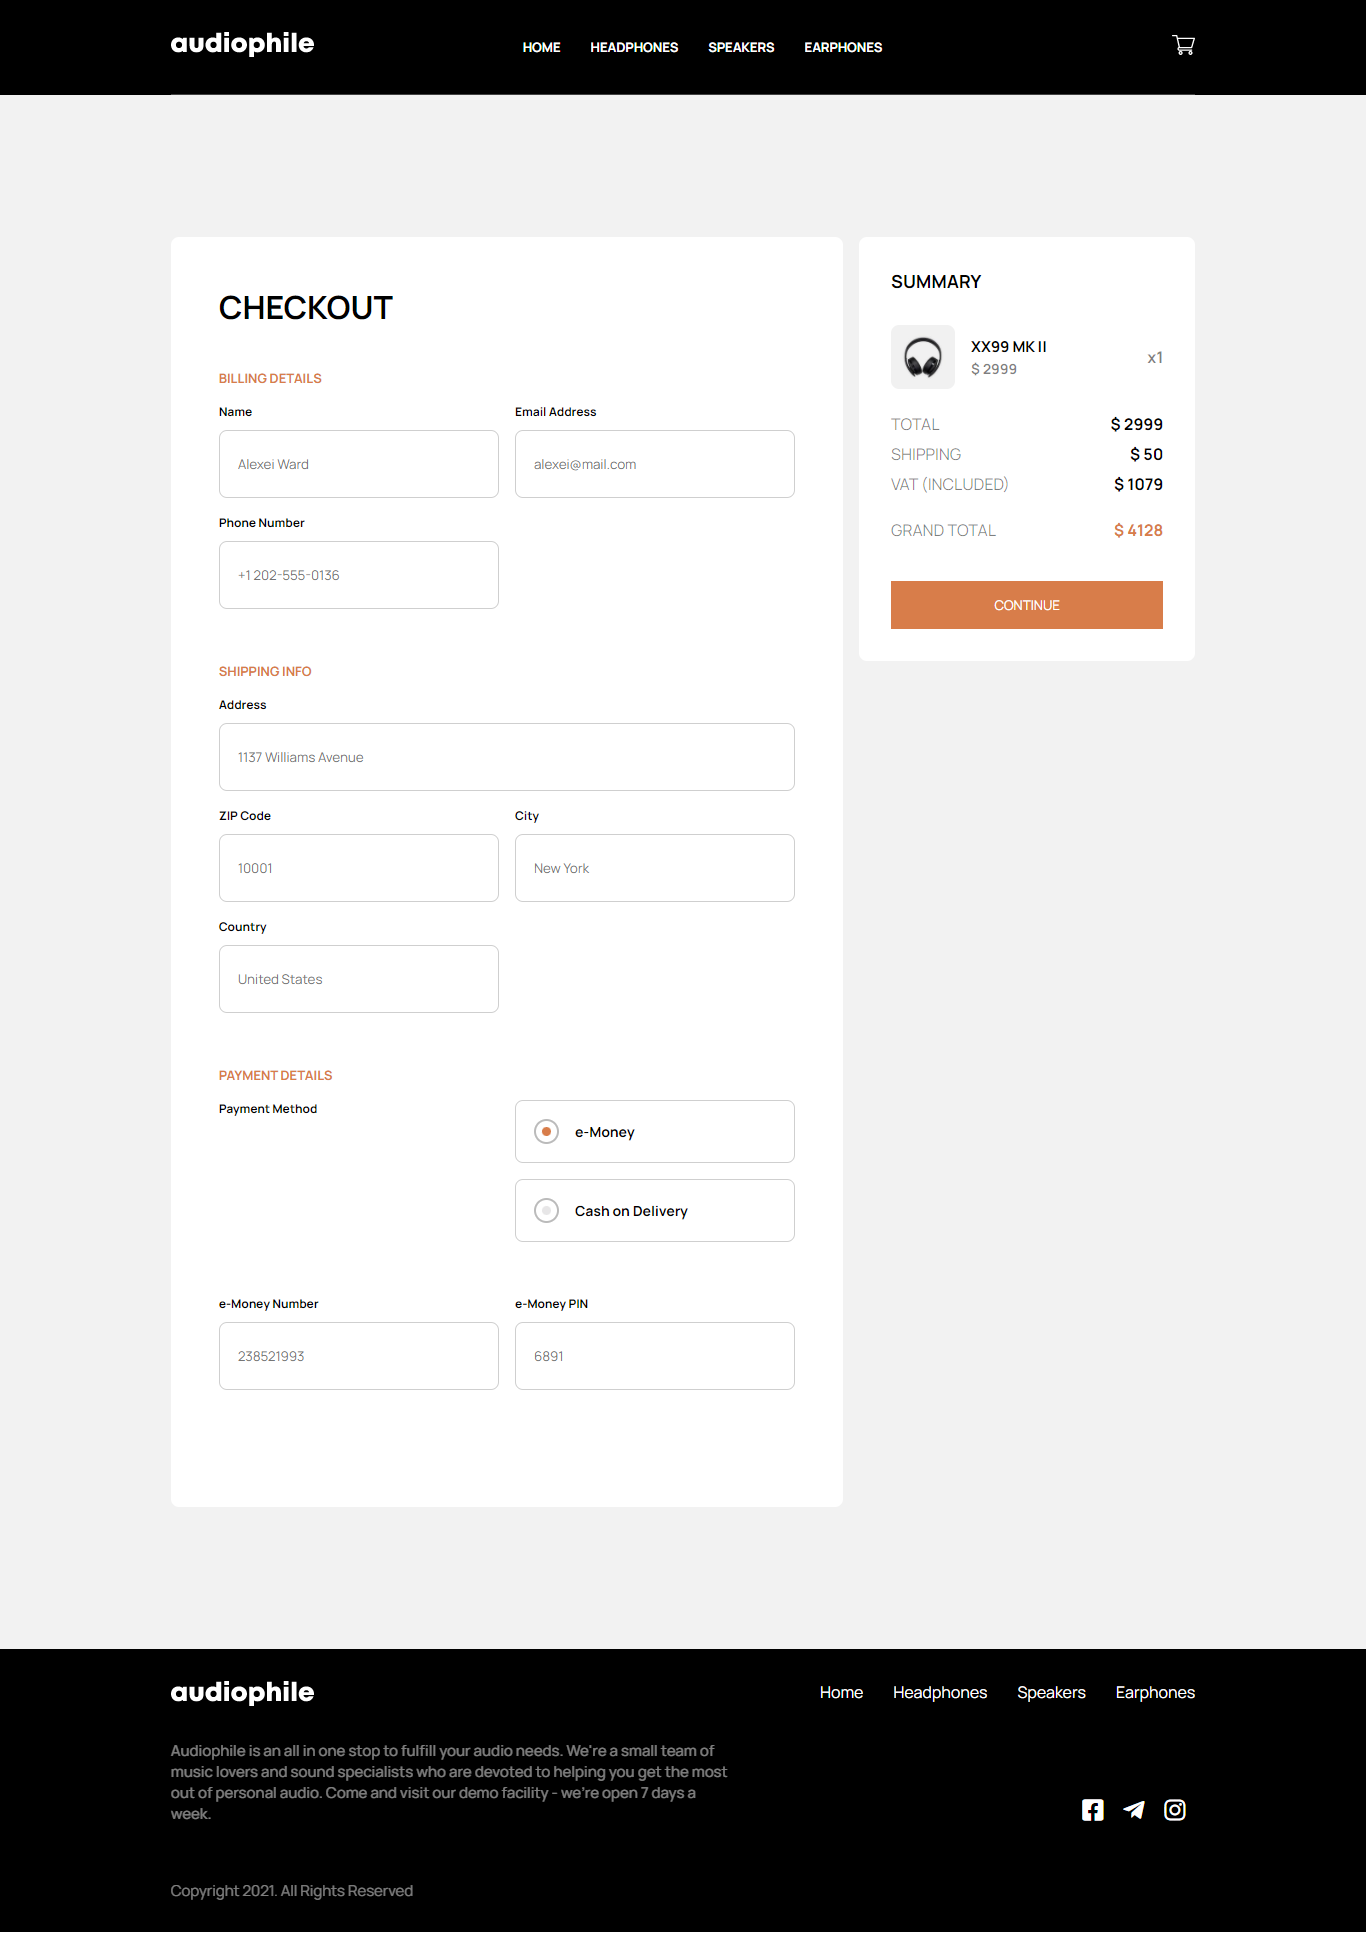 audiophile
HOME HEADPHONES SPEAKERS EARPHONES
CHECKOUT
BILLING DETAILS
Name Email Address
Alexei Ward alexei@mail.com
Phone Number
+1 202-555-0136
SHIPPING INFO
Address
1137 Williams Avenue
ZIP Code City
10001 New York
Country
United States
PAYMENT DETAILS
Payment Method
e-Money
Cash on Delivery
e-Money Number e-Money PIN
238521993 6891
SUMMARY
XX99 MK II
$ 2999
x1
TOTAL $ 2999
SHIPPING $ 50
VAT (INCLUDED) $ 1079
GRAND TOTAL $ 4128
CONTINUE
audiophile
Home Headphones Speakers Earphones
Audiophile is an all in one stop to fulfill your audio needs. We're a small team of
music lovers and sound specialists who are devoted to helping you get the most
out of personal audio. Come and visit our demo facility - we're open 7 days a
week.
Copyright 2021. All Rights Reserved